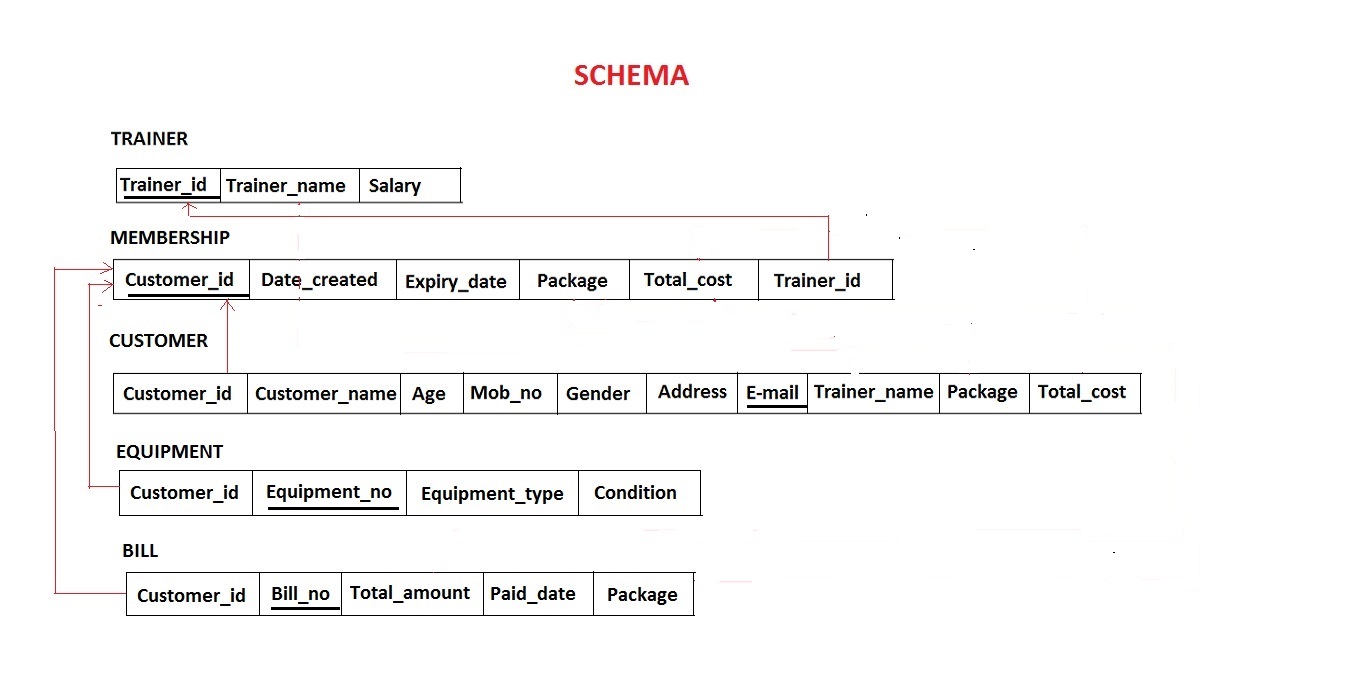 SCHEMA
TRAINER
Trainer_id Trainer_name Salary
MEMBERSHIP
Customer_id Date_created Expiry_date Package Total_cost Trainer_id
CUSTOMER
Customer_id Customer_name Age Mob_no Gender Address E-mail Trainer_name Package Total_cost
EQUIPMENT
Customer_id Equipment_no Equipment_type Condition
BILL
Customer_id Bill_no Total_amount Paid_date Package